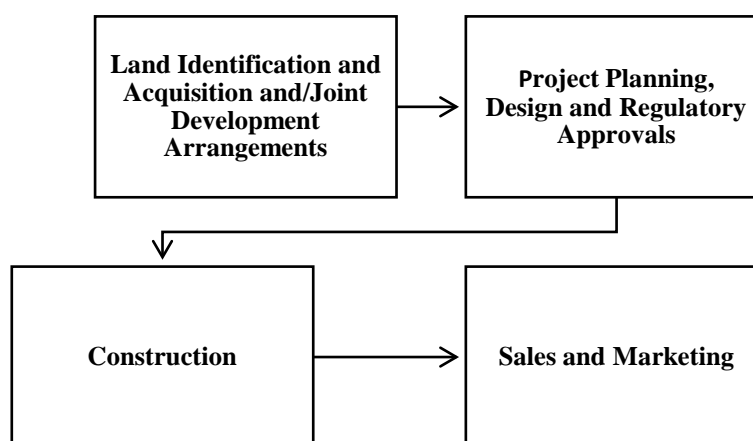 Land Identification and
Acquisition and/Joint
Development
Arrangements
Project Planning,
Design and Regulatory
Approvals
Construction
Sales and Marketing